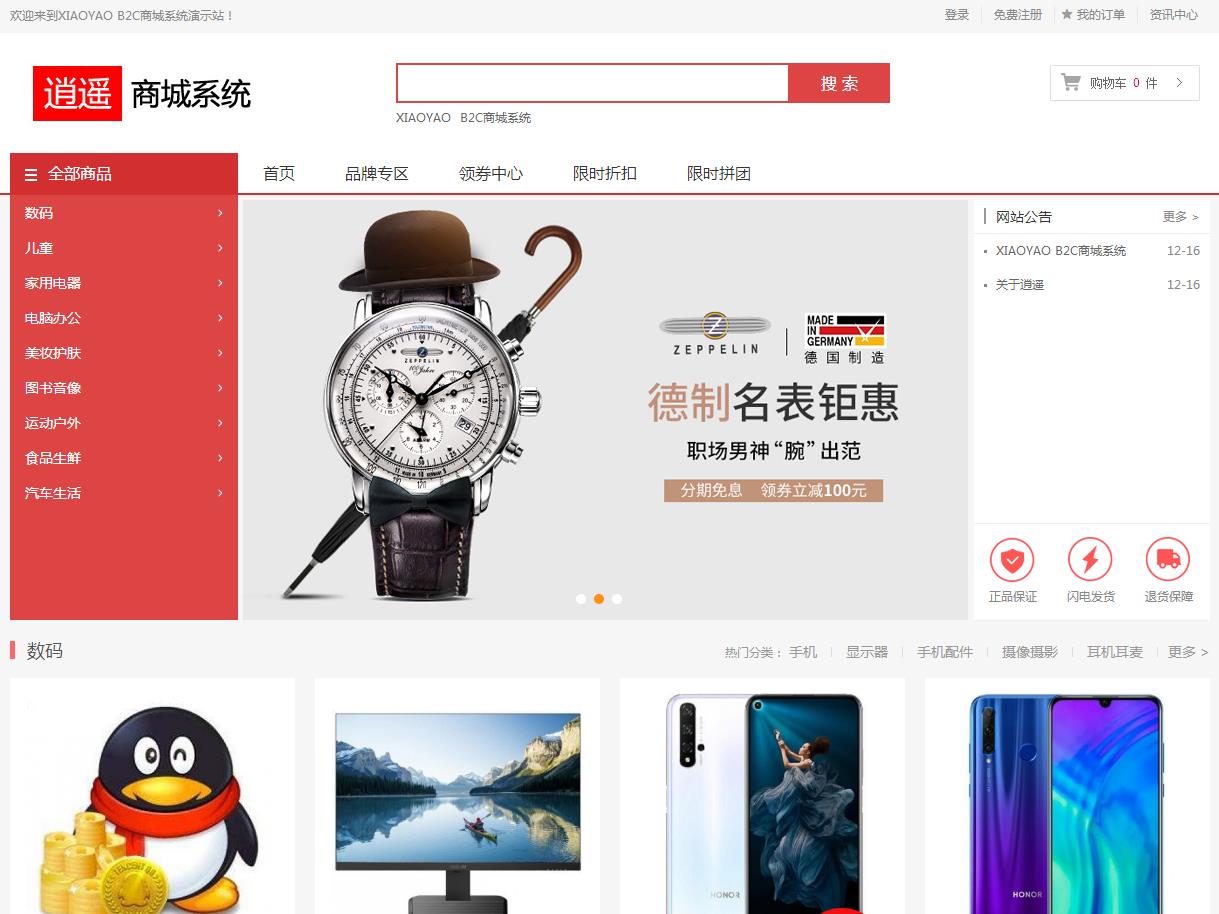 欢迎来到XIAOYAO B2C商城系统演示站！
登录 免费注册 ★ 我的订单 资讯中心
逍遥 商城系统
搜 索
购物车 0 件 >
XIAOYAO B2C商城系统
全部商品 首页 品牌专区 领券中心 限时折扣 限时拼团
数码 >
儿童 >
家用电器 >
电脑办公 >
美妆护肤 >
图书音像 >
运动户外 >
食品生鲜 >
汽车生活 >
ZEPPELIN
100 Jahre
ZEPPELIN
MADE
IN
GERMANY
德国制造
德制名表钜惠
职场男神“腕”出范
分期免息 领券立减100元
网站公告 更多 >
XIAOYAO B2C商城系统 12-16
关于逍遥 12-16
正品保证 闪电发货 退货保障
数码
热门分类： 手机 显示器 手机配件 摄像摄影 耳机耳麦 更多 >
TENCENT QQ
HONOR
HONOR